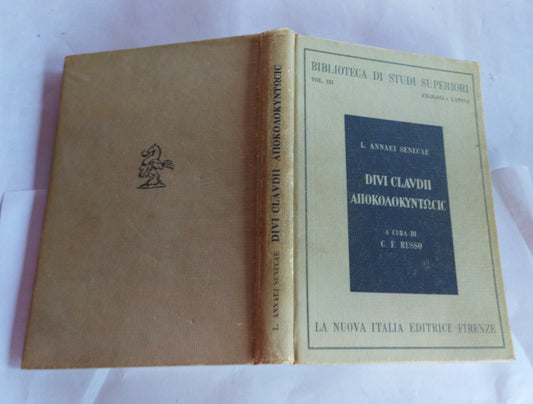 L. ANNAEI SENECAE DIVI CLAVDII ΑΠΟΚΟΛΟΚΥΝΤΩϹΙϹ
BIBLIOTECA DI STUDI SUPERIORI
VOL. III
FILOLOGIA LATINA
L. ANNAEI SENECAE
DIVI CLAVDII
ΑΠΟΚΟΛΟΚΥΝΤΩϹΙϹ
A CURA DI
C. F. RUSSO
LA NUOVA ITALIA EDITRICE FIRENZE